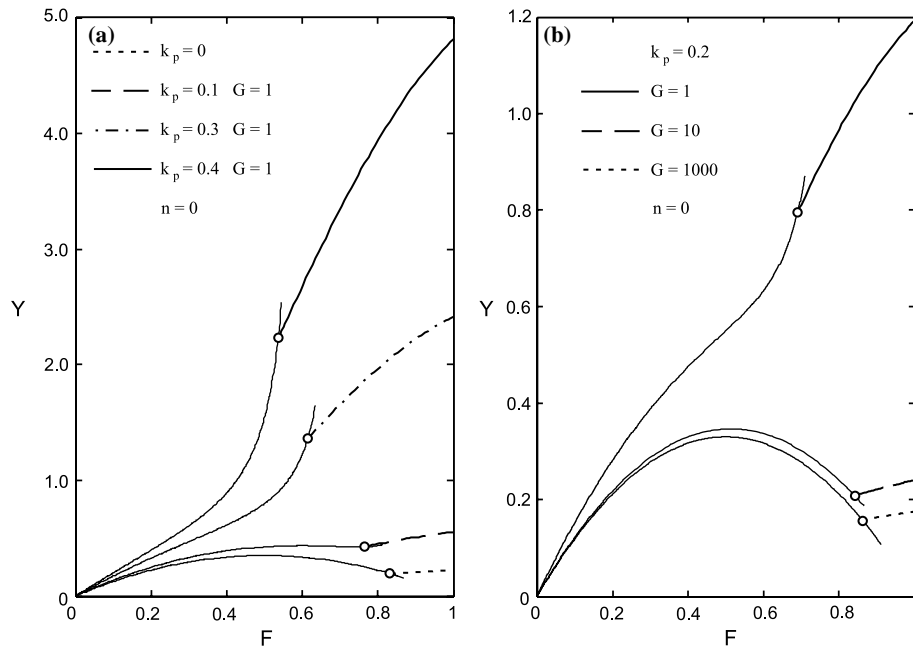 (a)
k p = 0
k p = 0.1 G = 1
k p = 0.3 G = 1
k p = 0.4 G = 1
n = 0
5.0
4.0
3.0
2.0
1.0
0
Y
0
0.2
0.4
0.6
0.8
1
F
(b)
k p = 0.2
G = 1
G = 10
G = 1000
n = 0
1.2
1.0
0.8
0.6
0.4
0.2
0
Y
0
0.2
0.4
0.6
0.8
F